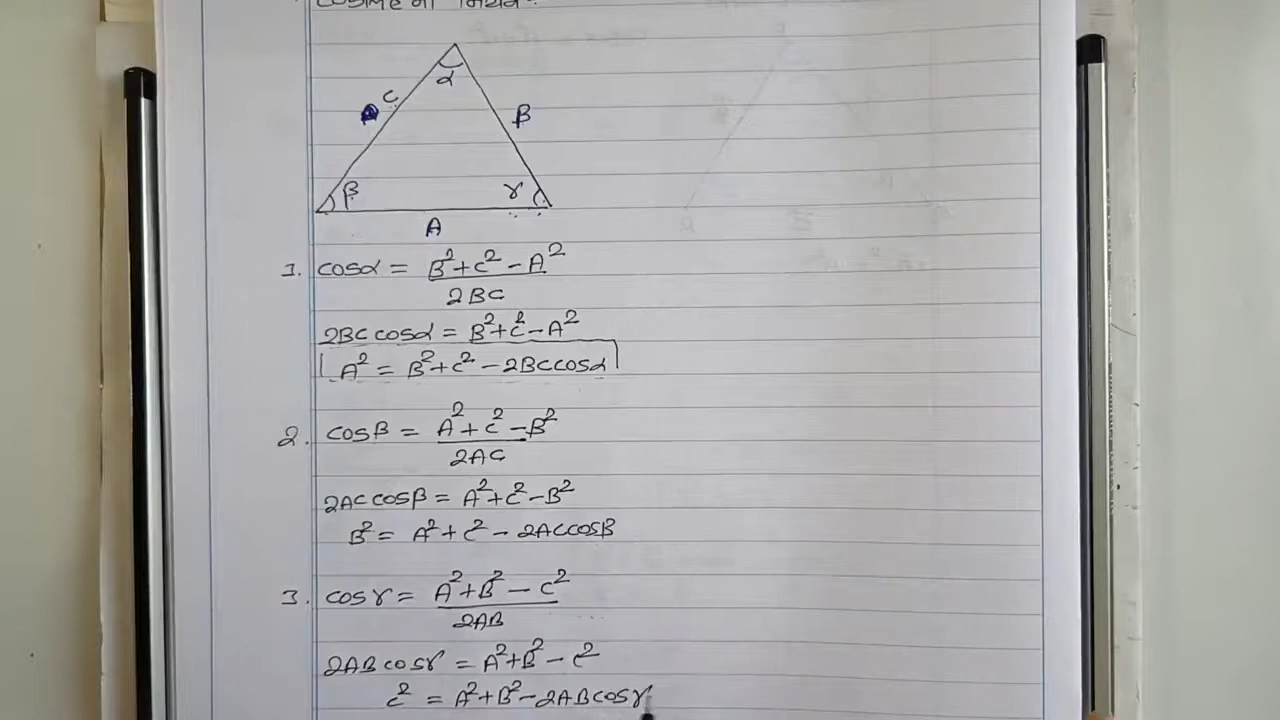 નો નિયમ :-
α
C
β
β
γ
A
1. cosα = B²+C²-A² / 2BC
2BC cosα = B²+C²-A²
A² = B²+C²-2BC cosα
2. cosβ = A²+C²-B² / 2AC
2AC cosβ = A²+C²-B²
B² = A²+C²-2AC cosβ
3. cosγ = A²+B²-C² / 2AB
2AB cosγ = A²+B²-C²
C² = A²+B²-2AB cosγ